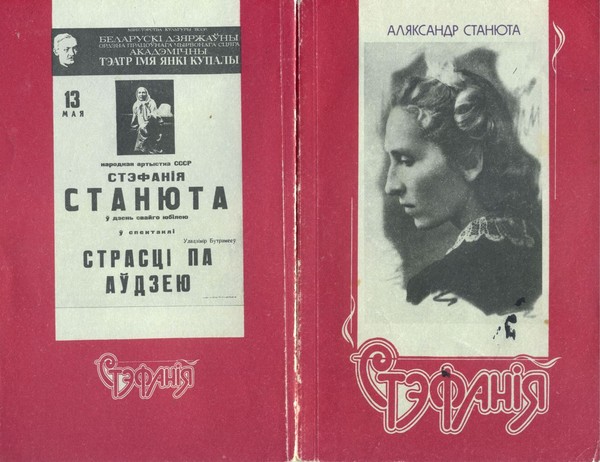 МІНІСТЭРСТВА КУЛЬТУРЫ БССР
БЕЛАРУСКІ ДЗЯРЖАЎНЫ
ОРДЭНА ПРАЦОЎНАГА ЧЫРВОНАГА СЦЯГА
АКАДЭМІЧНЫ
ТЭАТР ІМЯ ЯНКІ КУПАЛЫ
13
МАЯ
народная артыстка СССР
СТЭФАНІЯ
СТАНЮТА
ў дзень свайго юбілею
ў спектаклі
Уладзімір Бутрамееў
СТРАСЦІ ПА
АЎДЗЕЮ
Стэфанія
АЛЯКСАНДР СТАНЮТА
Стэфанія